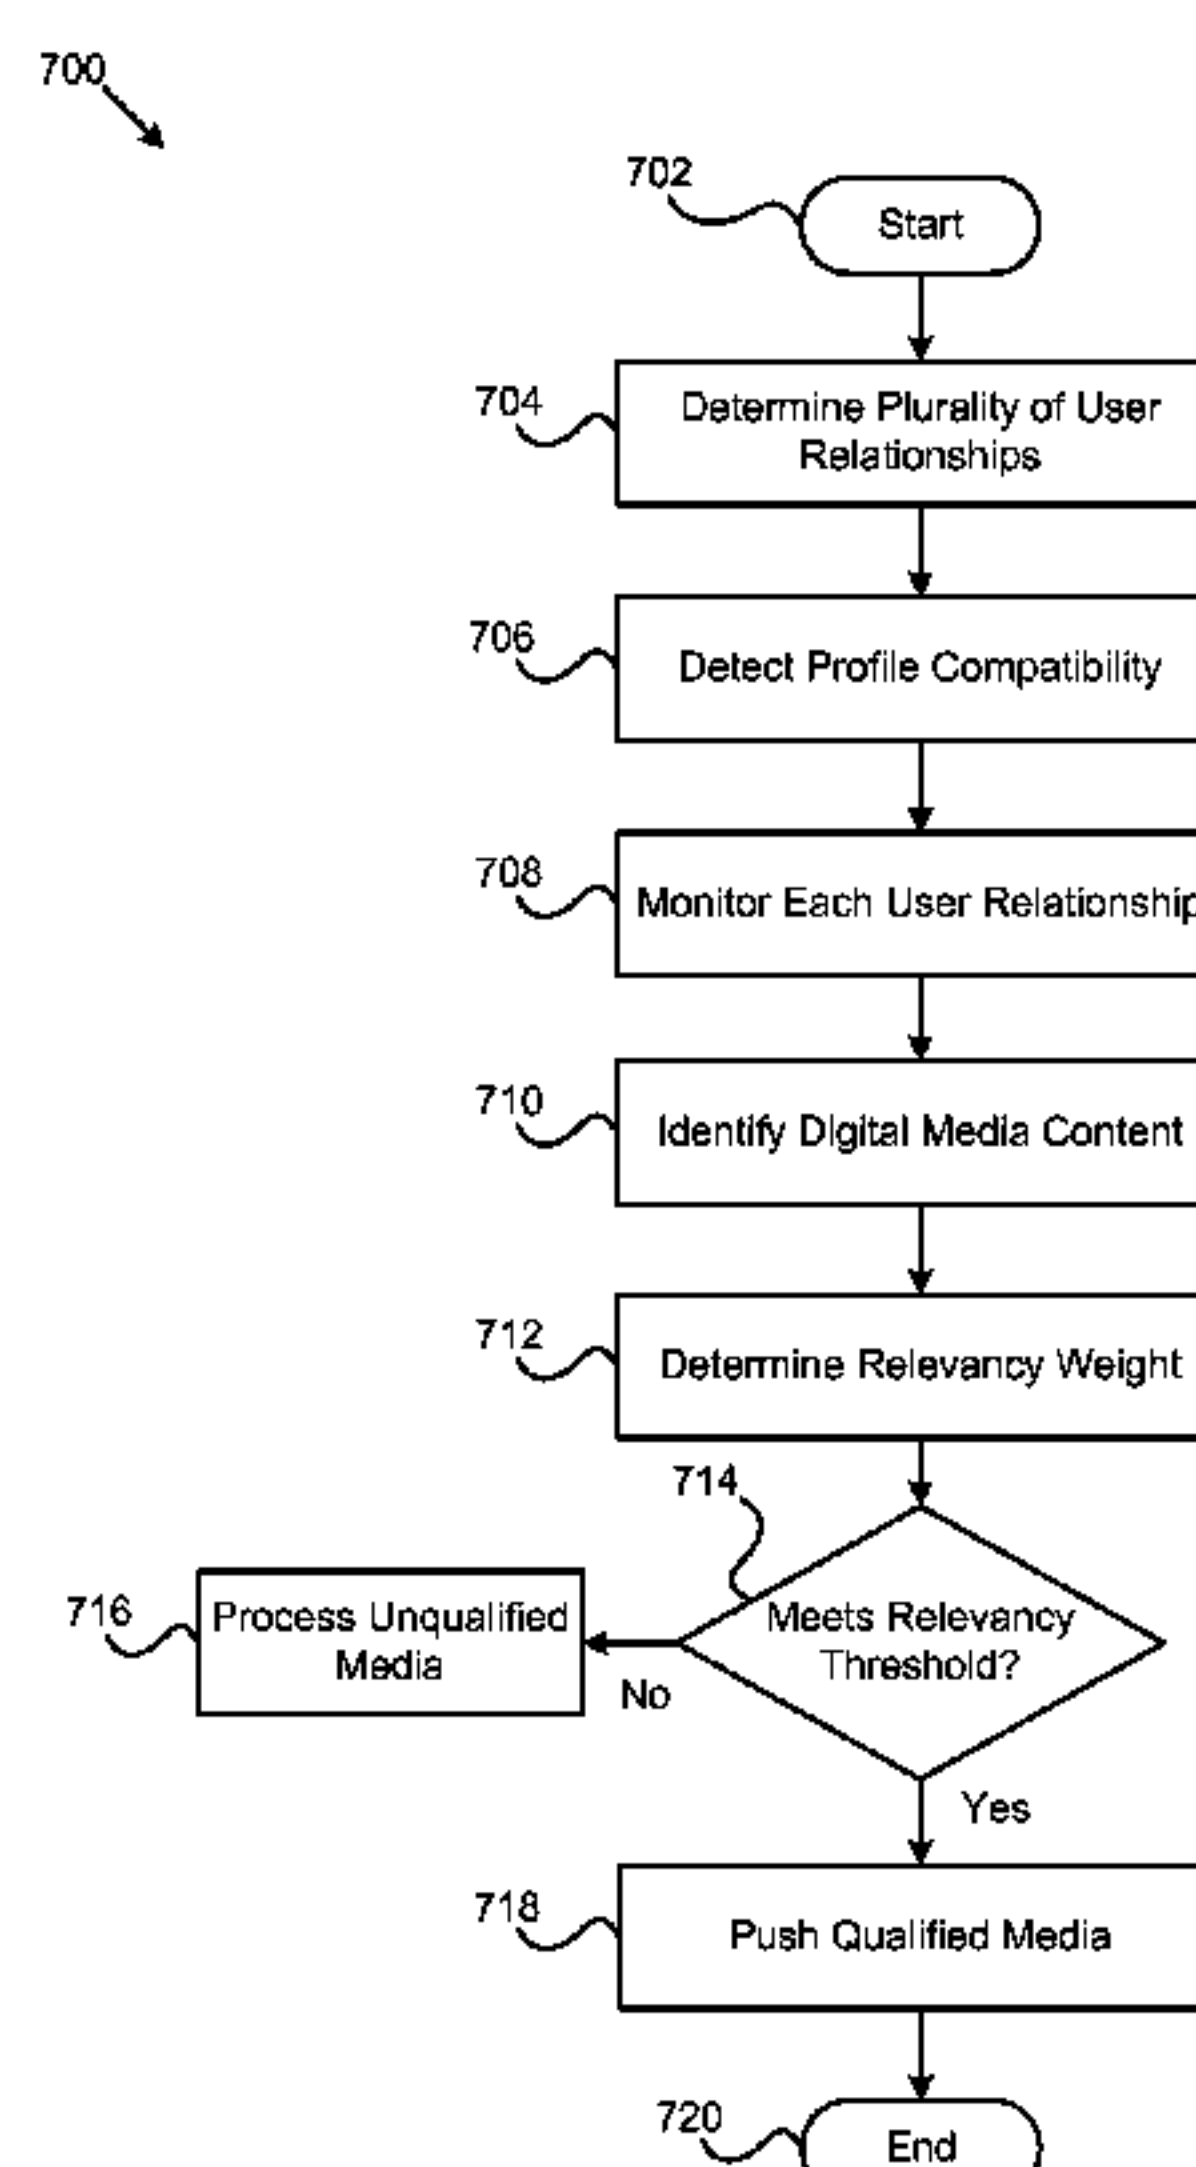 700
702
Start
704
Determine Plurality of User
Relationships
706
Detect Profile Compatibility
708
Monitor Each User Relationship
710
Identify Digital Media Content
712
Determine Relevancy Weight
714
Meets Relevancy
Threshold?
716
Process Unqualified
Media
No
Yes
718
Push Qualified Media
720
End